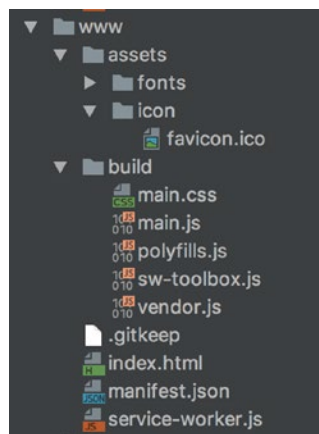 www
assets
fonts
icon
favicon.ico
build
main.css
main.js
polyfills.js
sw-toolbox.js
vendor.js
.gitkeep
index.html
manifest.json
service-worker.js